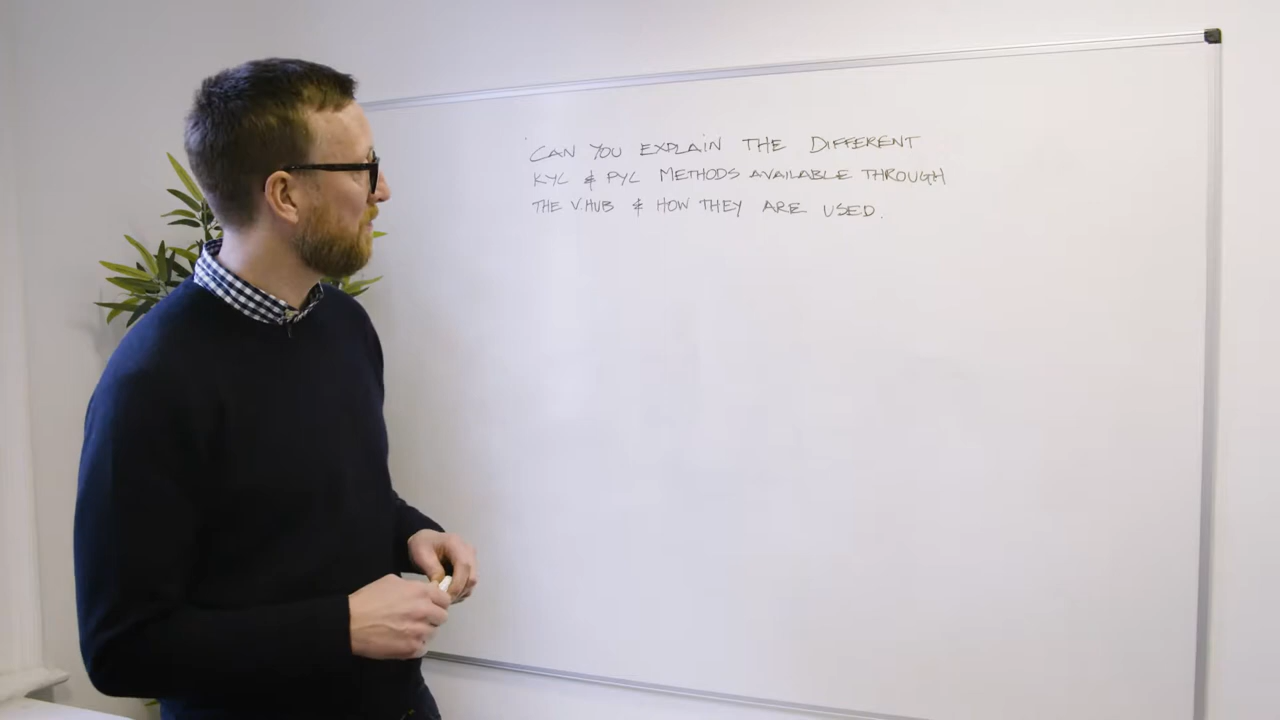 CAN YOU EXPLAIN THE DIFFERENT
KYC & PYC METHODS AVAILABLE THROUGH
THE V.HUB & HOW THEY ARE USED.